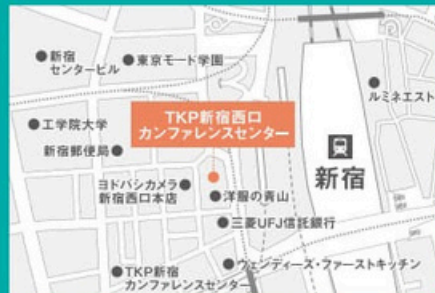 新宿
センタービル
東京モード学園
ルミネエスト
TKP新宿西口
カンファレンスセンター
工学院大学
新宿郵便局
新宿
ヨドバシカメラ
新宿西口本店
洋服の青山
三菱UFJ信託銀行
ウェンディーズ・ファーストキッチン
TKP新宿
カンファレンスセンター